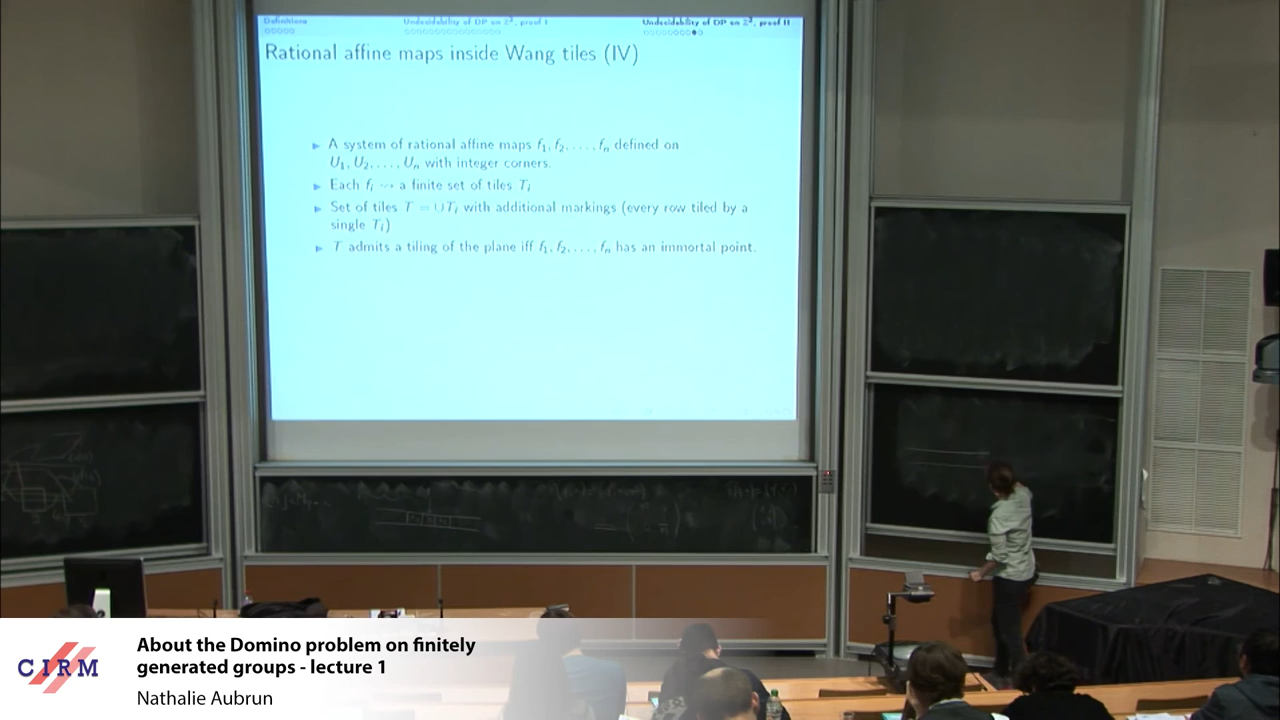 Definitions
Undecidability of DP on Z², proof I
Undecidability of DP on Z², proof II
Rational affine maps inside Wang tiles (IV)
▶ A system of rational affine maps f₁, f₂, . . . , fₙ defined on
U₁, U₂, . . . , Uₙ with integer corners.
▶ Each fᵢ ⇝ a finite set of tiles Tᵢ
▶ Set of tiles T = ∪Tᵢ with additional markings (every row tiled by a
single Tᵢ)
▶ T admits a tiling of the plane iff f₁, f₂, . . . , fₙ has an immortal point.
CIRM
About the Domino problem on finitely
generated groups - lecture 1
Nathalie Aubrun